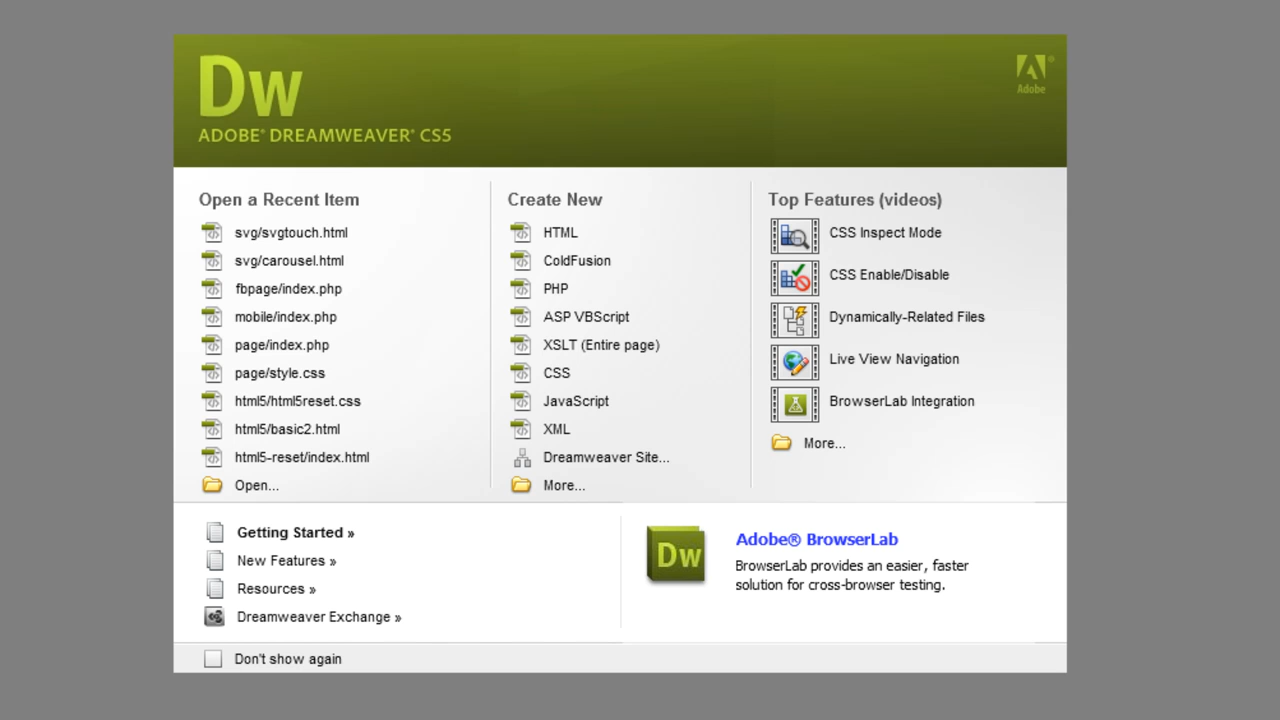 Dw
ADOBE® DREAMWEAVER® CS5
Adobe
Open a Recent Item
svg/svgtouch.html
svg/carousel.html
fbpage/index.php
mobile/index.php
page/index.php
page/style.css
html5/html5reset.css
html5/basic2.html
html5-reset/index.html
Open...
Create New
HTML
ColdFusion
PHP
ASP VBScript
XSLT (Entire page)
CSS
JavaScript
XML
Dreamweaver Site...
More...
Top Features (videos)
CSS Inspect Mode
CSS Enable/Disable
Dynamically-Related Files
Live View Navigation
BrowserLab Integration
More...
Getting Started »
New Features »
Resources »
Dreamweaver Exchange »
Dw
Adobe® BrowserLab
BrowserLab provides an easier, faster
solution for cross-browser testing.
Don't show again